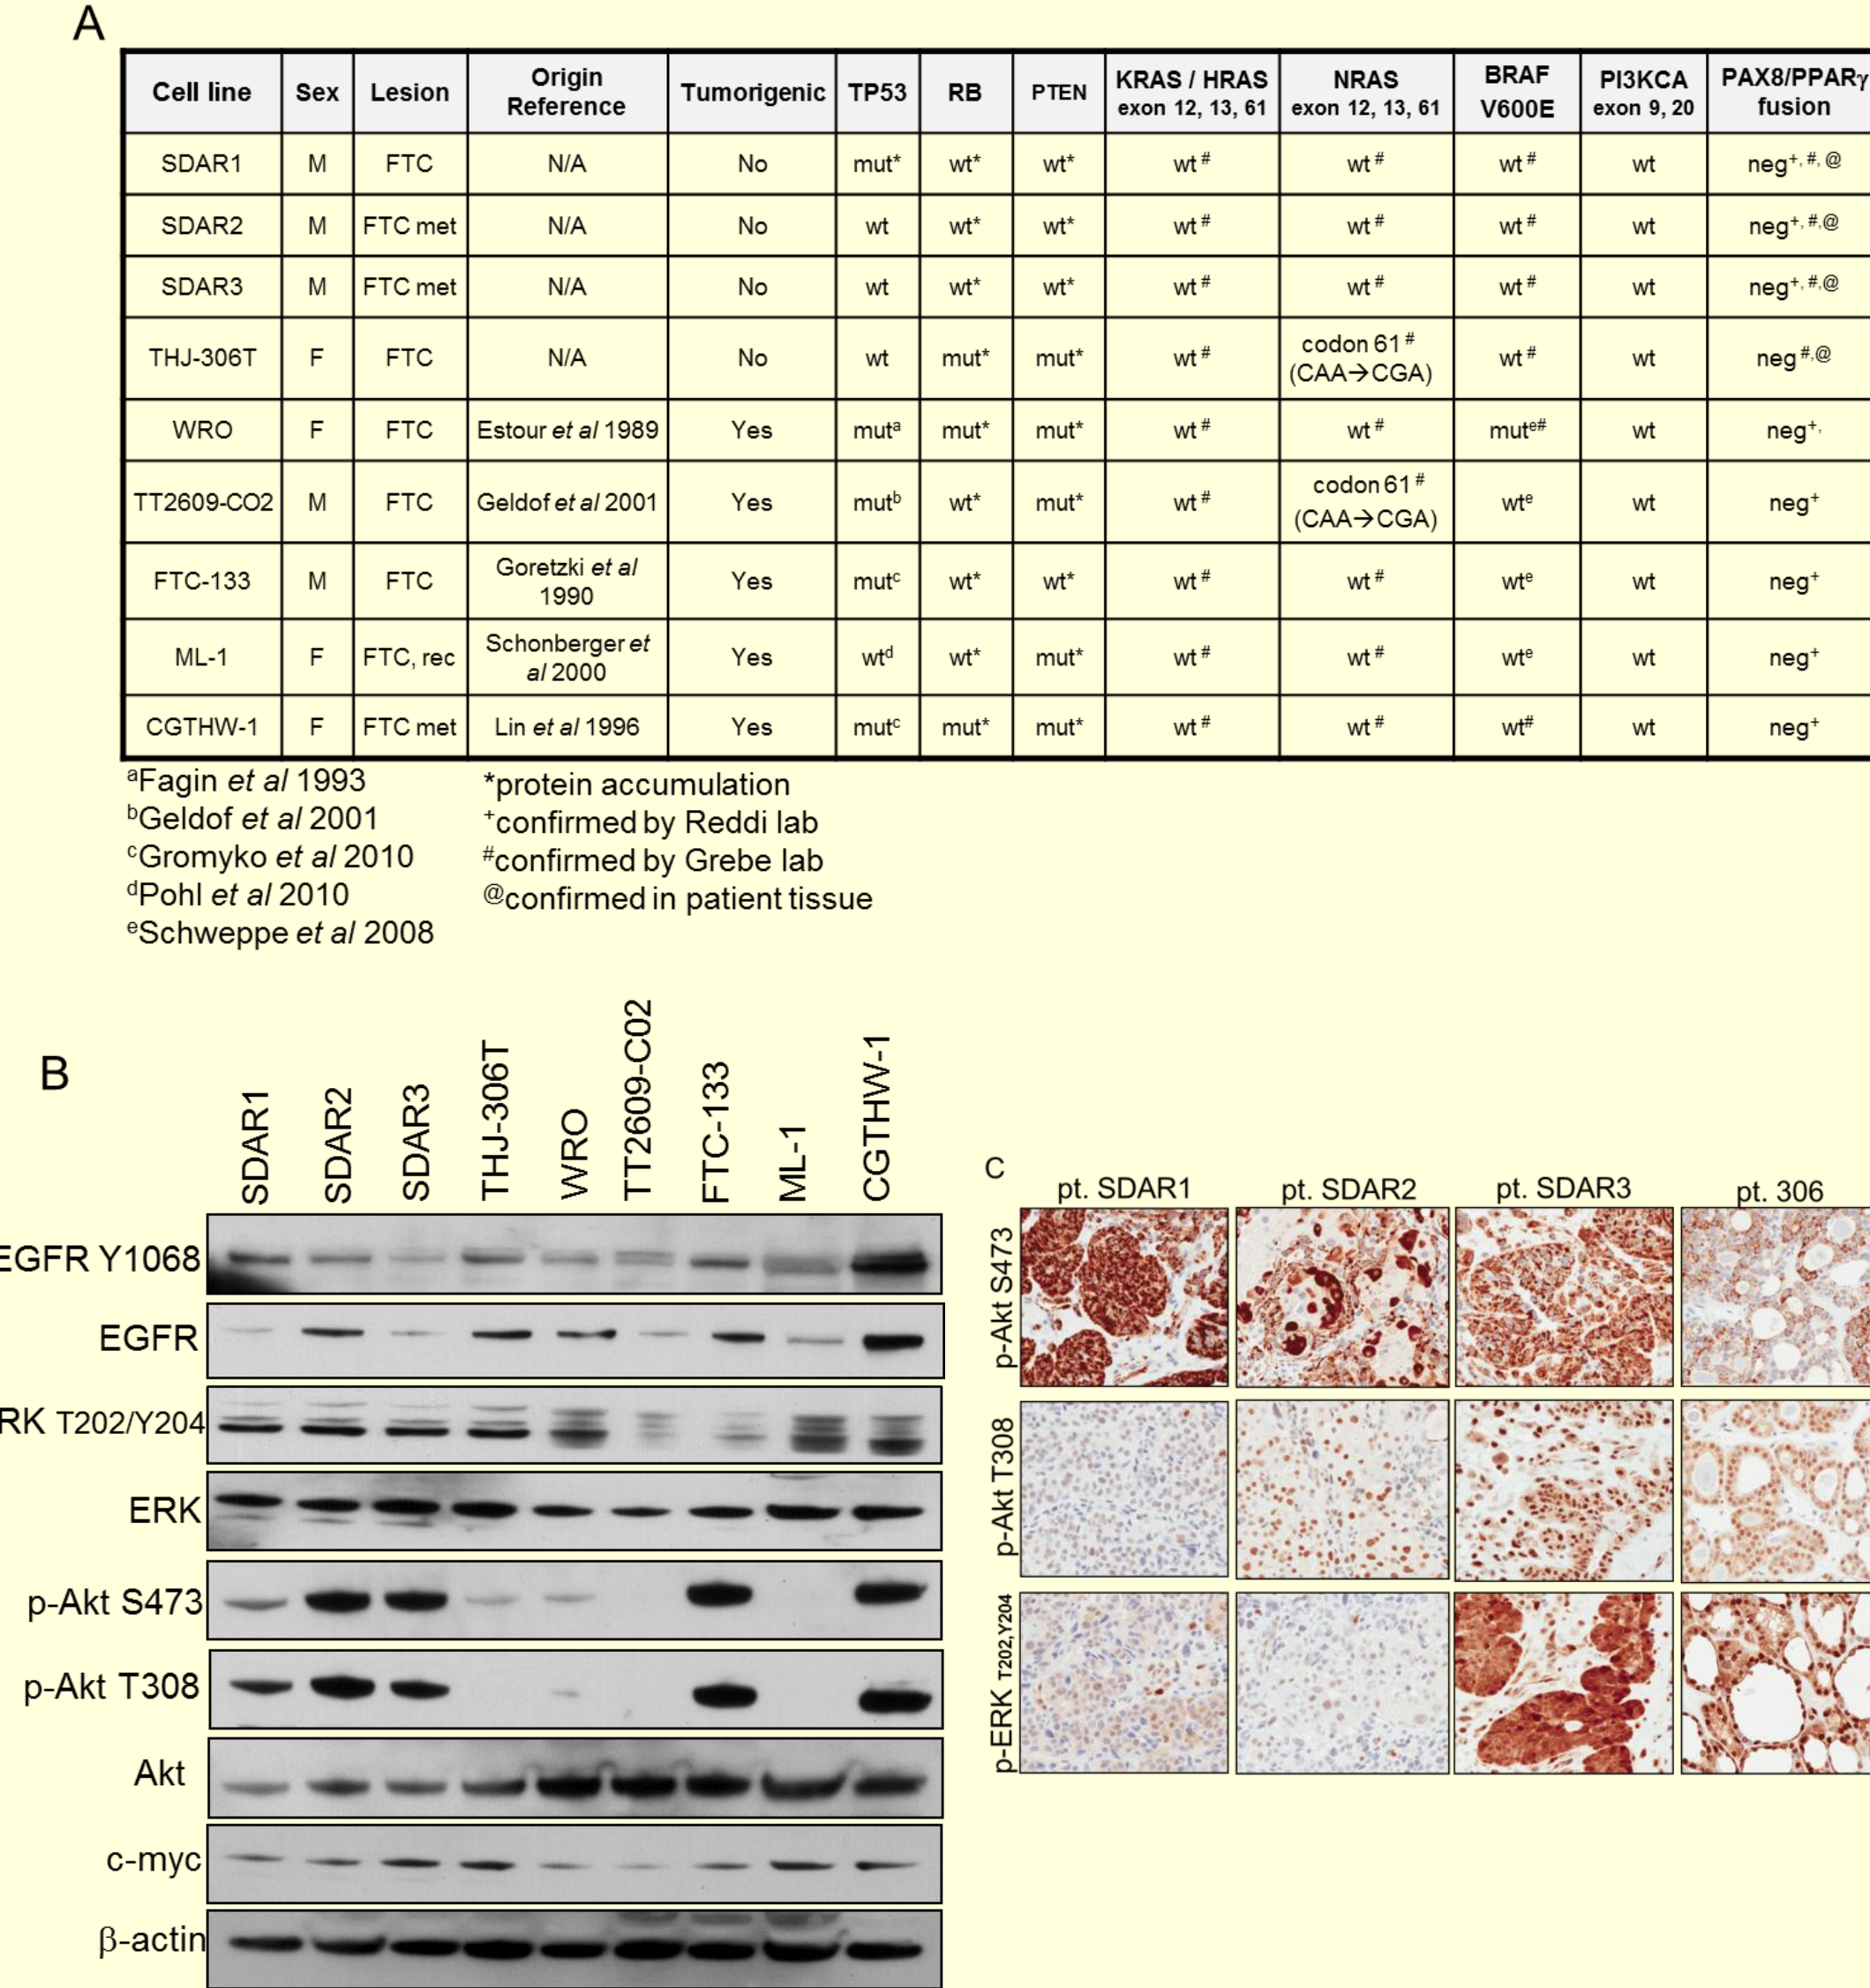 A
Cell line Sex Lesion Origin Reference Tumorigenic TP53 RB PTEN KRAS / HRAS exon 12, 13, 61 NRAS exon 12, 13, 61 BRAF V600E PI3KCA exon 9, 20 PAX8/PPARγ fusion
SDAR1 M FTC N/A No mut* wt* wt* wt# wt# wt# wt neg+, #, @
SDAR2 M FTC met N/A No wt wt* wt* wt# wt# wt# wt neg+, #,@
SDAR3 M FTC met N/A No wt wt* wt* wt# wt# wt# wt neg+, #,@
THJ-306T F FTC N/A No wt mut* mut* wt# codon 61# (CAA→CGA) wt# wt neg#,@
WRO F FTC Estour et al 1989 Yes mutᵃ mut* mut* wt# wt# mutᵉ# wt neg+,
TT2609-CO2 M FTC Geldof et al 2001 Yes mutᵇ wt* mut* wt# codon 61# (CAA→CGA) wtᵉ wt neg+
FTC-133 M FTC Goretzki et al 1990 Yes mutᶜ wt* wt* wt# wt# wtᵉ wt neg+
ML-1 F FTC, rec Schonberger et al 2000 Yes wtᵈ wt* mut* wt# wt# wtᵉ wt neg+
CGTHW-1 F FTC met Lin et al 1996 Yes mutᶜ mut* mut* wt# wt# wt# wt neg+
ᵃFagin et al 1993
ᵇGeldof et al 2001
ᶜGromyko et al 2010
ᵈPohl et al 2010
ᵉSchweppe et al 2008
*protein accumulation
+confirmed by Reddi lab
#confirmed by Grebe lab
@confirmed in patient tissue
B
SDAR1 SDAR2 SDAR3 THJ-306T WRO TT2609-C02 FTC-133 ML-1 CGTHW-1
EGFR Y1068
EGFR
RK T202/Y204
ERK
p-Akt S473
p-Akt T308
Akt
c-myc
β-actin
C
pt. SDAR1 pt. SDAR2 pt. SDAR3 pt. 306
p-Akt S473
p-Akt T308
p-ERK T202,Y204